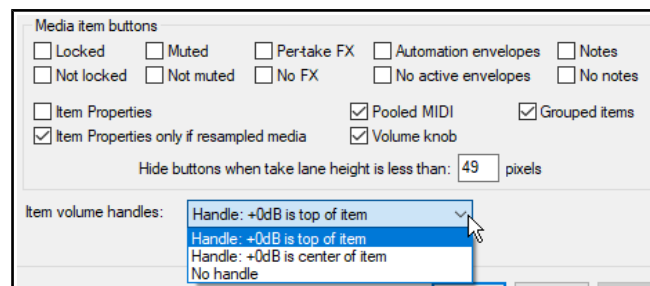 Media item buttons
Locked Muted Per-take FX Automation envelopes Notes
Not locked Not muted No FX No active envelopes No notes
Item Properties Pooled MIDI Grouped items
Item Properties only if resampled media Volume knob
Hide buttons when take lane height is less than: 49 pixels
Item volume handles: Handle: +0dB is top of item
Handle: +0dB is top of item
Handle: +0dB is center of item
No handle